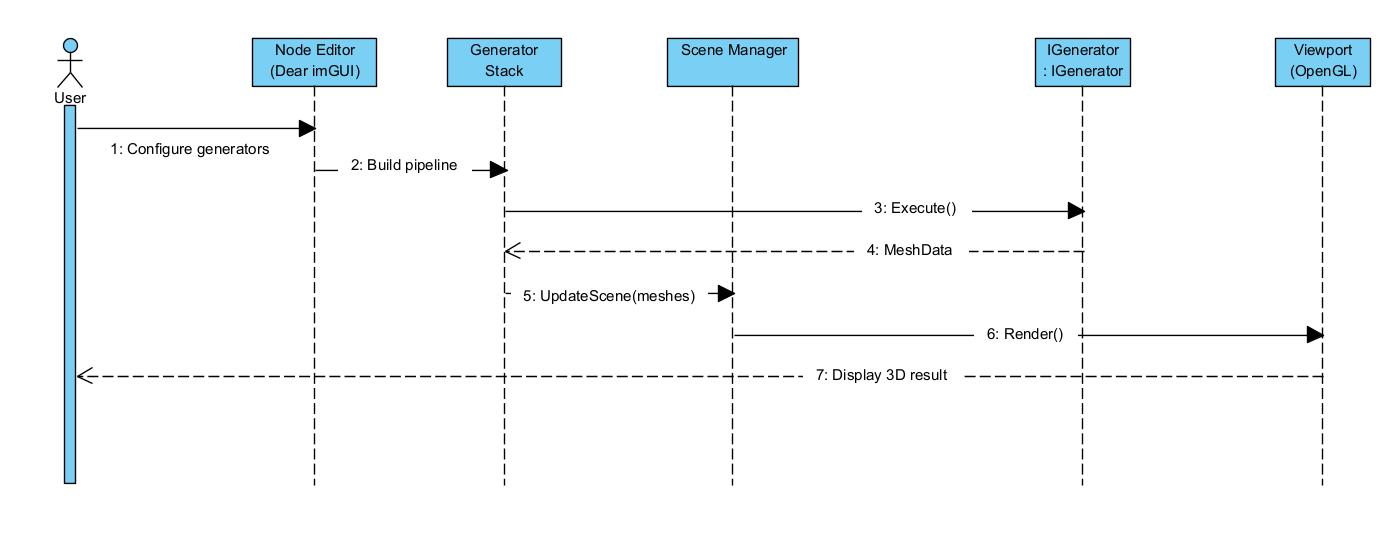 User
Node Editor
(Dear imGUI)
Generator
Stack
Scene Manager
IGenerator
: IGenerator
Viewport
(OpenGL)
1: Configure generators
2: Build pipeline
3: Execute()
4: MeshData
5: UpdateScene(meshes)
6: Render()
7: Display 3D result